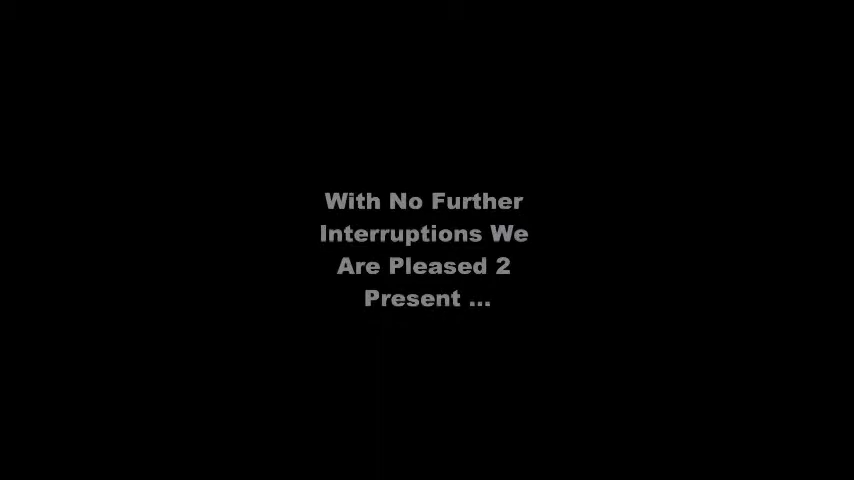 With No Further
Interruptions We
Are Pleased 2
Present ...